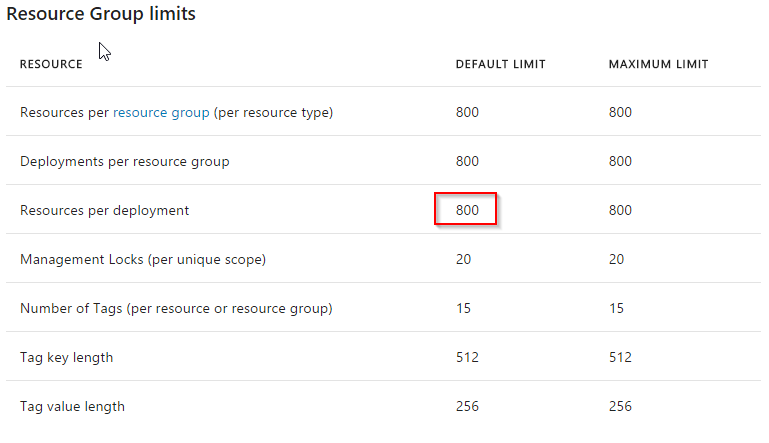 Resource Group limits
RESOURCE DEFAULT LIMIT MAXIMUM LIMIT
Resources per resource group (per resource type) 800 800
Deployments per resource group 800 800
Resources per deployment 800 800
Management Locks (per unique scope) 20 20
Number of Tags (per resource or resource group) 15 15
Tag key length 512 512
Tag value length 256 256